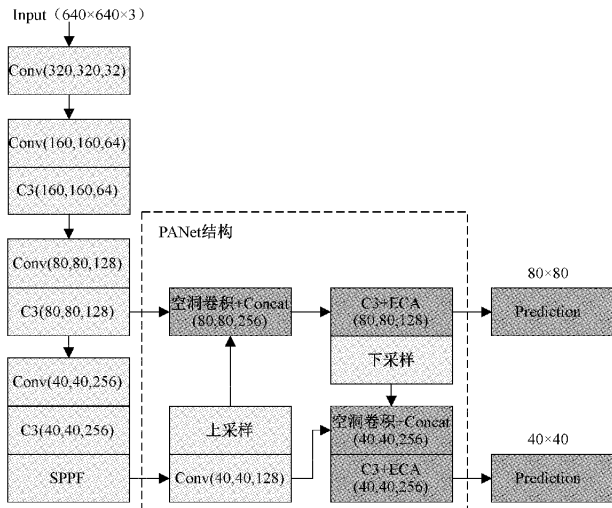 Input（640×640×3）
Conv(320,320,32)
Conv(160,160,64)
C3(160,160,64)
Conv(80,80,128)
C3(80,80,128)
Conv(40,40,256)
C3(40,40,256)
SPPF
PANet结构
空洞卷积+Concat
(80,80,256)
上采样
Conv(40,40,128)
C3+ECA
(80,80,128)
下采样
空洞卷积+Concat
(40,40,256)
C3+ECA
(40,40,256)
80×80
Prediction
40×40
Prediction